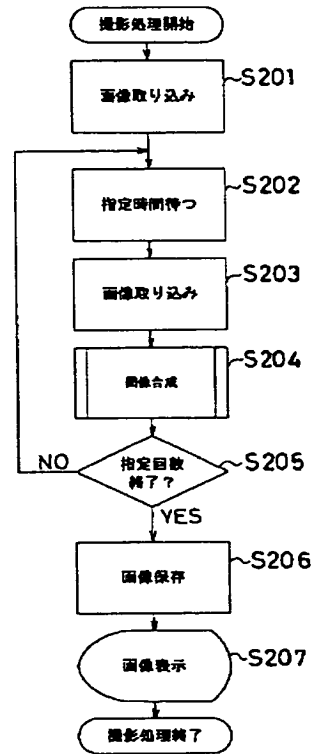 撮影処理開始
画像取り込み
S201
指定時間待つ
S202
画像取り込み
S203
画像合成
S204
指定回数
終了?
S205
NO
YES
画像保存
S206
画像表示
S207
撮影処理終了